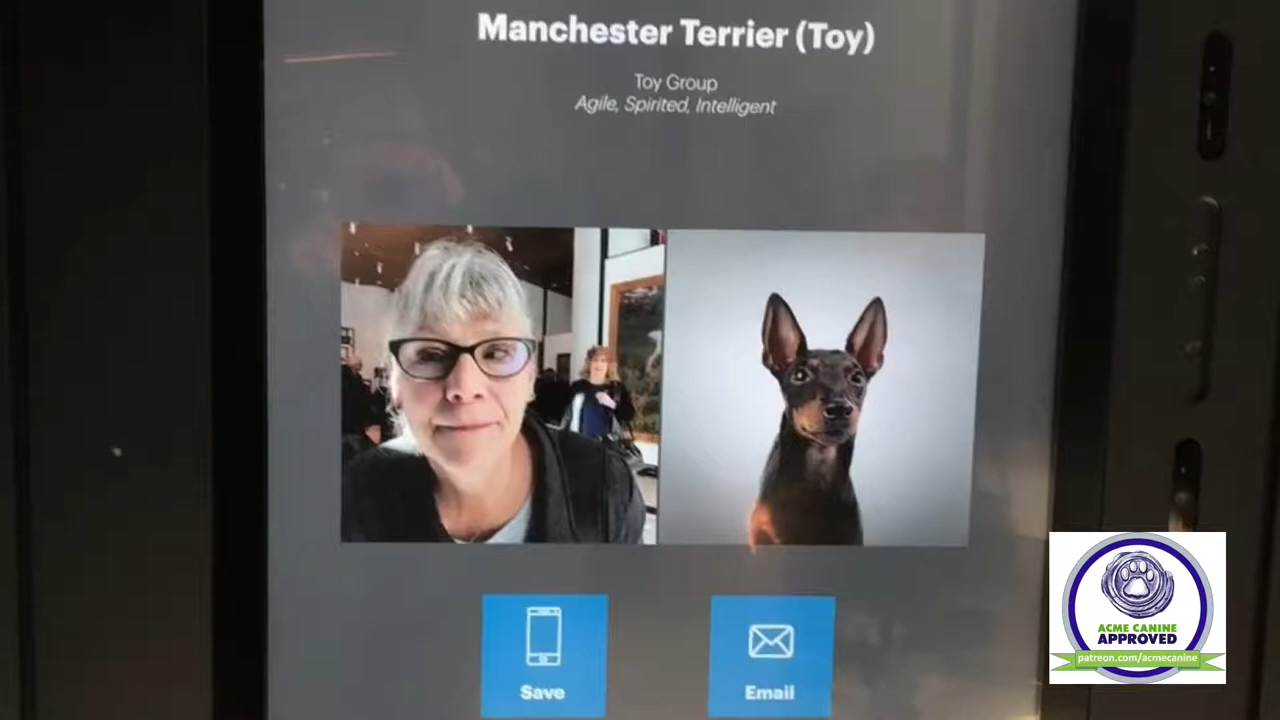 Manchester Terrier (Toy)
Toy Group
Agile, Spirited, Intelligent
Save
Email
ACME CANINE
APPROVED
patreon.com/acmecanine